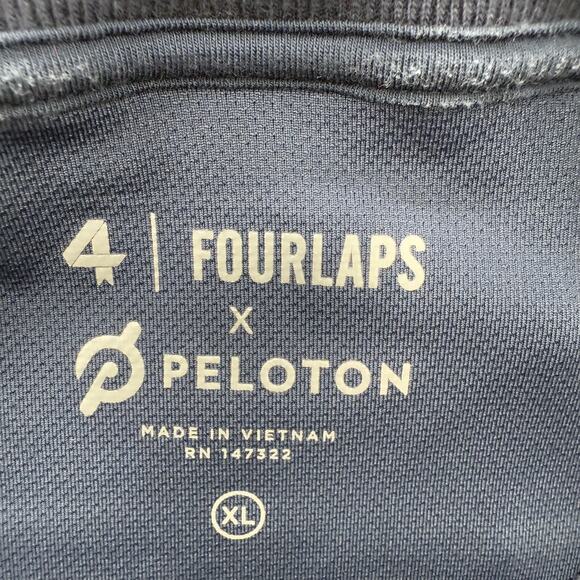 4 | FOURLAPS
X
PELOTON
MADE IN VIETNAM
RN 147322
XL